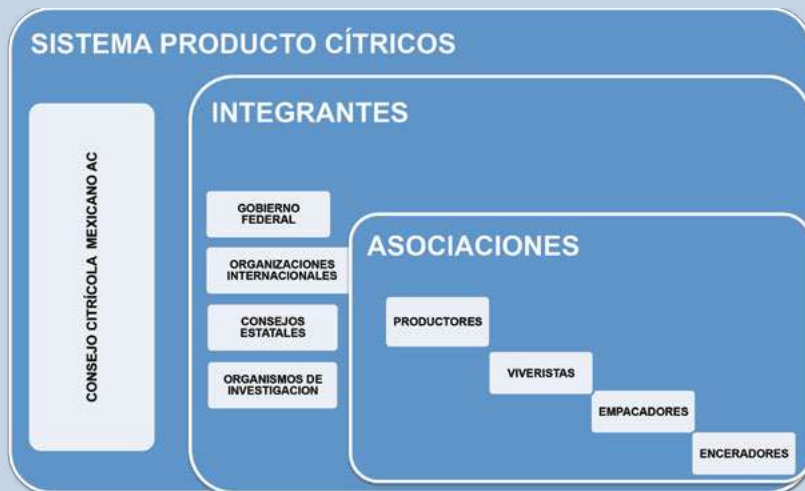 SISTEMA PRODUCTO CÍTRICOS
CONSEJO CITRÍCOLA MEXICANO AC
INTEGRANTES
GOBIERNO
FEDERAL
ORGANIZACIONES
INTERNACIONALES
CONSEJOS
ESTATALES
ORGANISMOS DE
INVESTIGACION
ASOCIACIONES
PRODUCTORES
VIVERISTAS
EMPACADORES
ENCERADORES